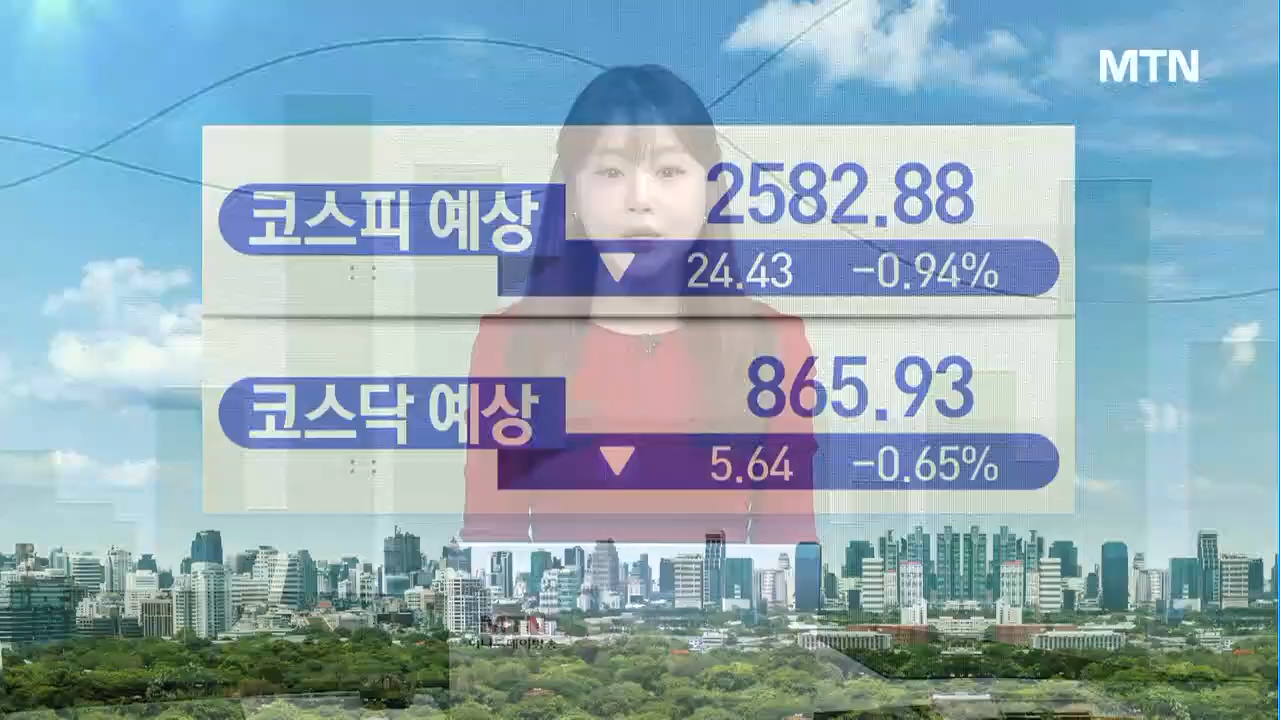 MTN
코스피 예상
2582.88
▼ 24.43 -0.94%
코스닥 예상
865.93
▼ 5.64 -0.65%
MTN